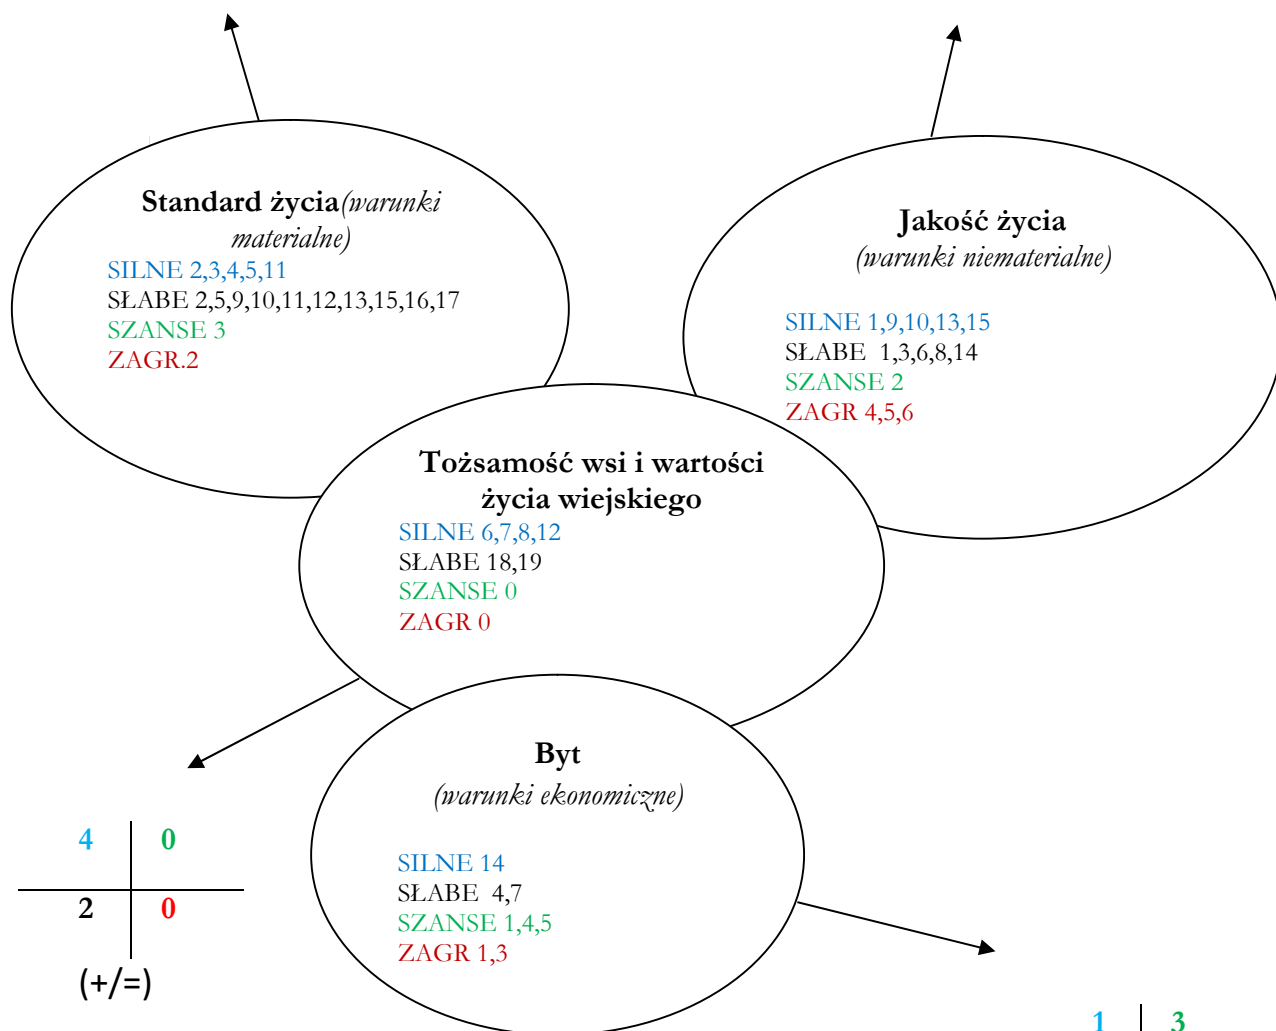 Standard życia(warunki
materialne)
SILNE 2,3,4,5,11
SŁABE 2,5,9,10,11,12,13,15,16,17
SZANSE 3
ZAGR.2
Jakość życia
(warunki niematerialne)
SILNE 1,9,10,13,15
SŁABE 1,3,6,8,14
SZANSE 2
ZAGR 4,5,6
Tożsamość wsi i wartości
życia wiejskiego
SILNE 6,7,8,12
SŁABE 18,19
SZANSE 0
ZAGR 0
Byt
(warunki ekonomiczne)
SILNE 14
SŁABE 4,7
SZANSE 1,4,5
ZAGR 1,3
4 0
2 0
(+/=)
1 3